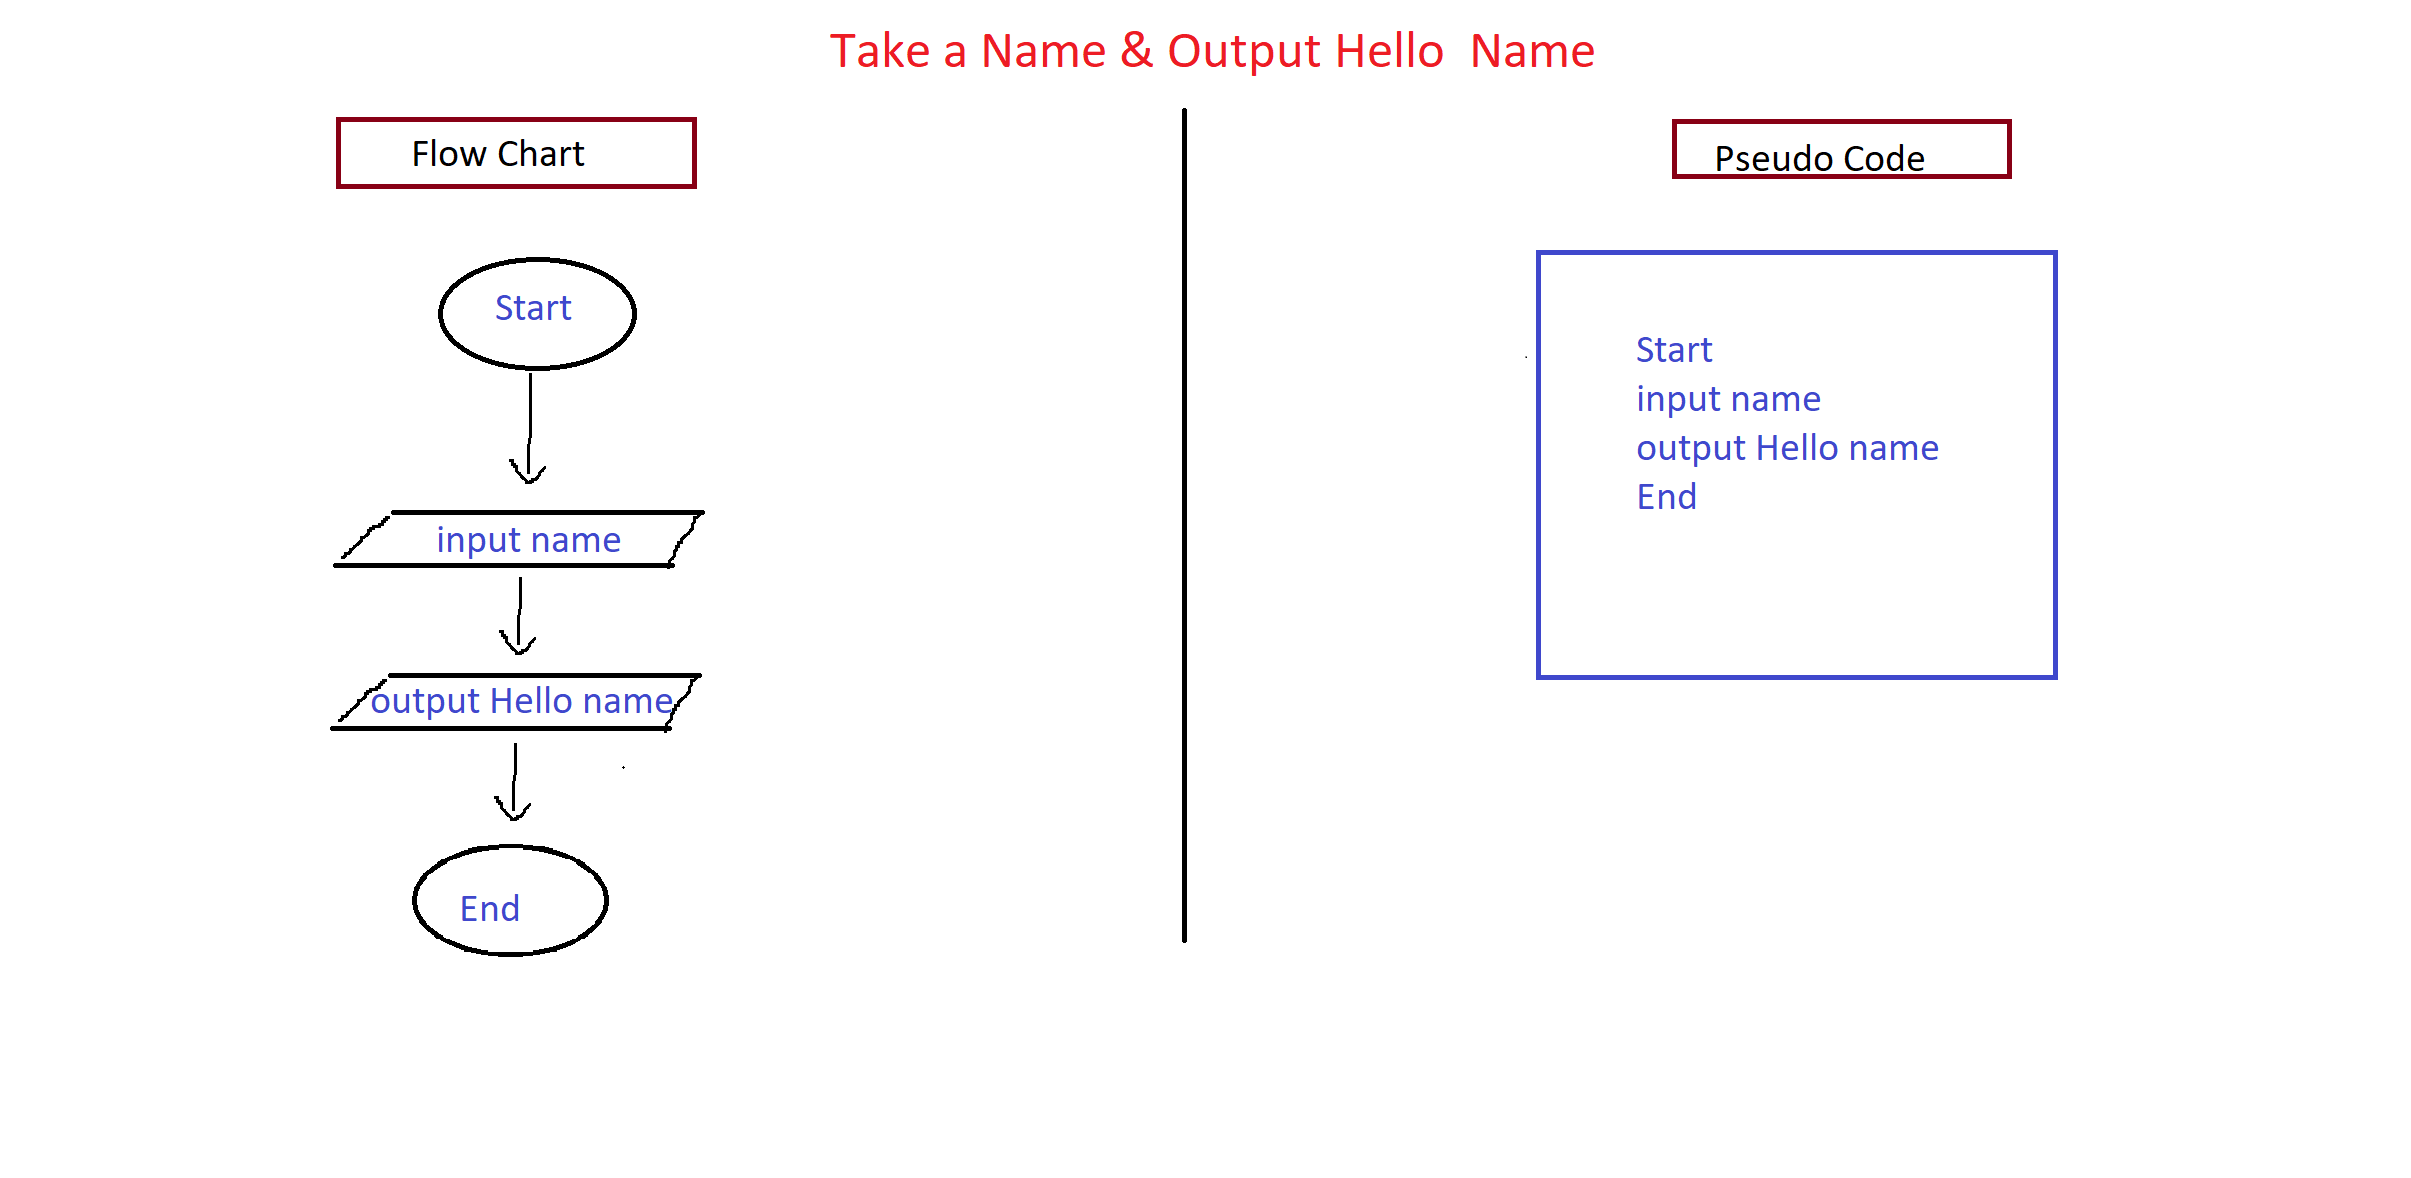 Take a Name & Output Hello  Name
Flow Chart
Start
input name
output Hello name
End
Pseudo Code
Start
input name
output Hello name
End